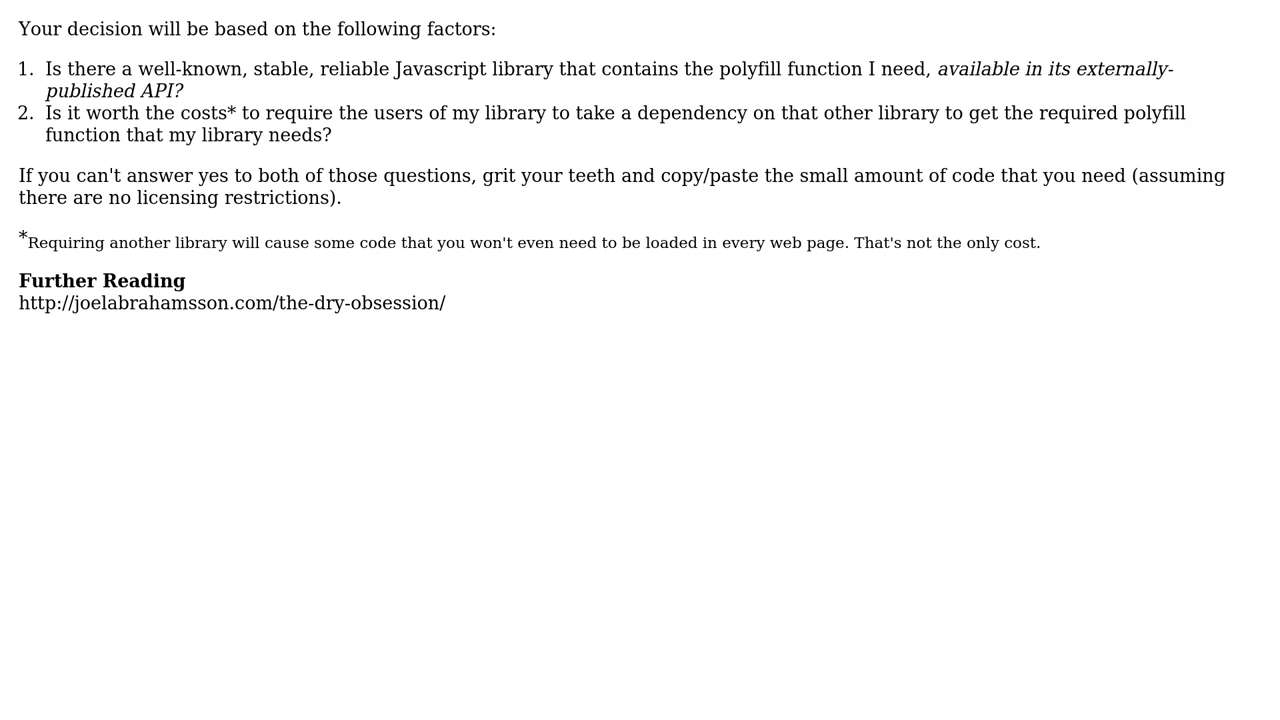 Your decision will be based on the following factors:
1. Is there a well-known, stable, reliable Javascript library that contains the polyfill function I need, available in its externally-
published API?
2. Is it worth the costs* to require the users of my library to take a dependency on that other library to get the required polyfill
function that my library needs?
If you can't answer yes to both of those questions, grit your teeth and copy/paste the small amount of code that you need (assuming
there are no licensing restrictions).
*Requiring another library will cause some code that you won't even need to be loaded in every web page. That's not the only cost.
Further Reading
http://joelabrahamsson.com/the-dry-obsession/